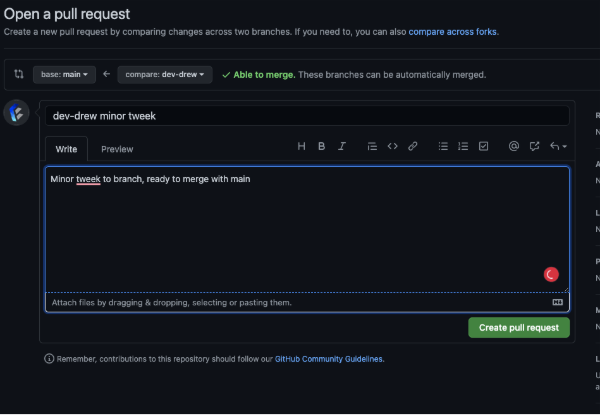 Open a pull request
Create a new pull request by comparing changes across two branches. If you need to, you can also compare across forks.
base: main
compare: dev-drew
Able to merge. These branches can be automatically merged.
dev-drew minor tweek
Write
Preview
H B I
Minor tweek to branch, ready to merge with main
Attach files by dragging & dropping, selecting or pasting them.
Create pull request
Remember, contributions to this repository should follow our GitHub Community Guidelines.